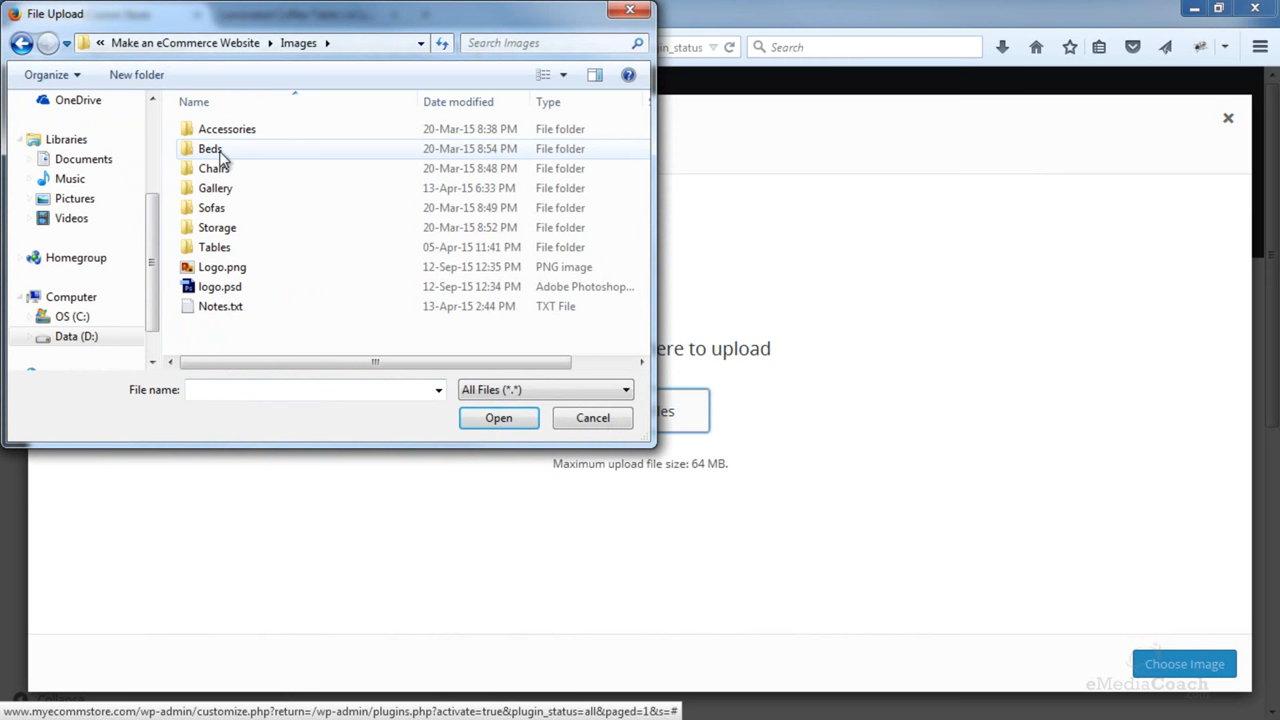 File Upload
« Make an eCommerce Website Images
Search Images
Organize New folder
Name Date modified Type
OneDrive
Libraries
Documents
Music
Pictures
Videos
Homegroup
Computer
OS (C:)
Data (D:)
Accessories 20-Mar-15 8:38 PM File folder
Beds 20-Mar-15 8:54 PM File folder
Chairs 20-Mar-15 8:48 PM File folder
Gallery 13-Apr-15 6:33 PM File folder
Sofas 20-Mar-15 8:49 PM File folder
Storage 20-Mar-15 8:52 PM File folder
Tables 05-Apr-15 11:41 PM File folder
Logo.png 12-Sep-15 12:35 PM PNG image
logo.psd 12-Sep-15 12:34 PM Adobe Photoshop...
Notes.txt 13-Apr-15 2:44 PM TXT File
File name: All Files (*.*)
Open Cancel
in_status Search
ere to upload
les
Maximum upload file size: 64 MB.
Choose Image
eMediaCoach
Collapse
www.myecommstore.com/wp-admin/customize.php?return=/wp-admin/plugins.php?activate=true&plugin_status=all&paged=1&s=#